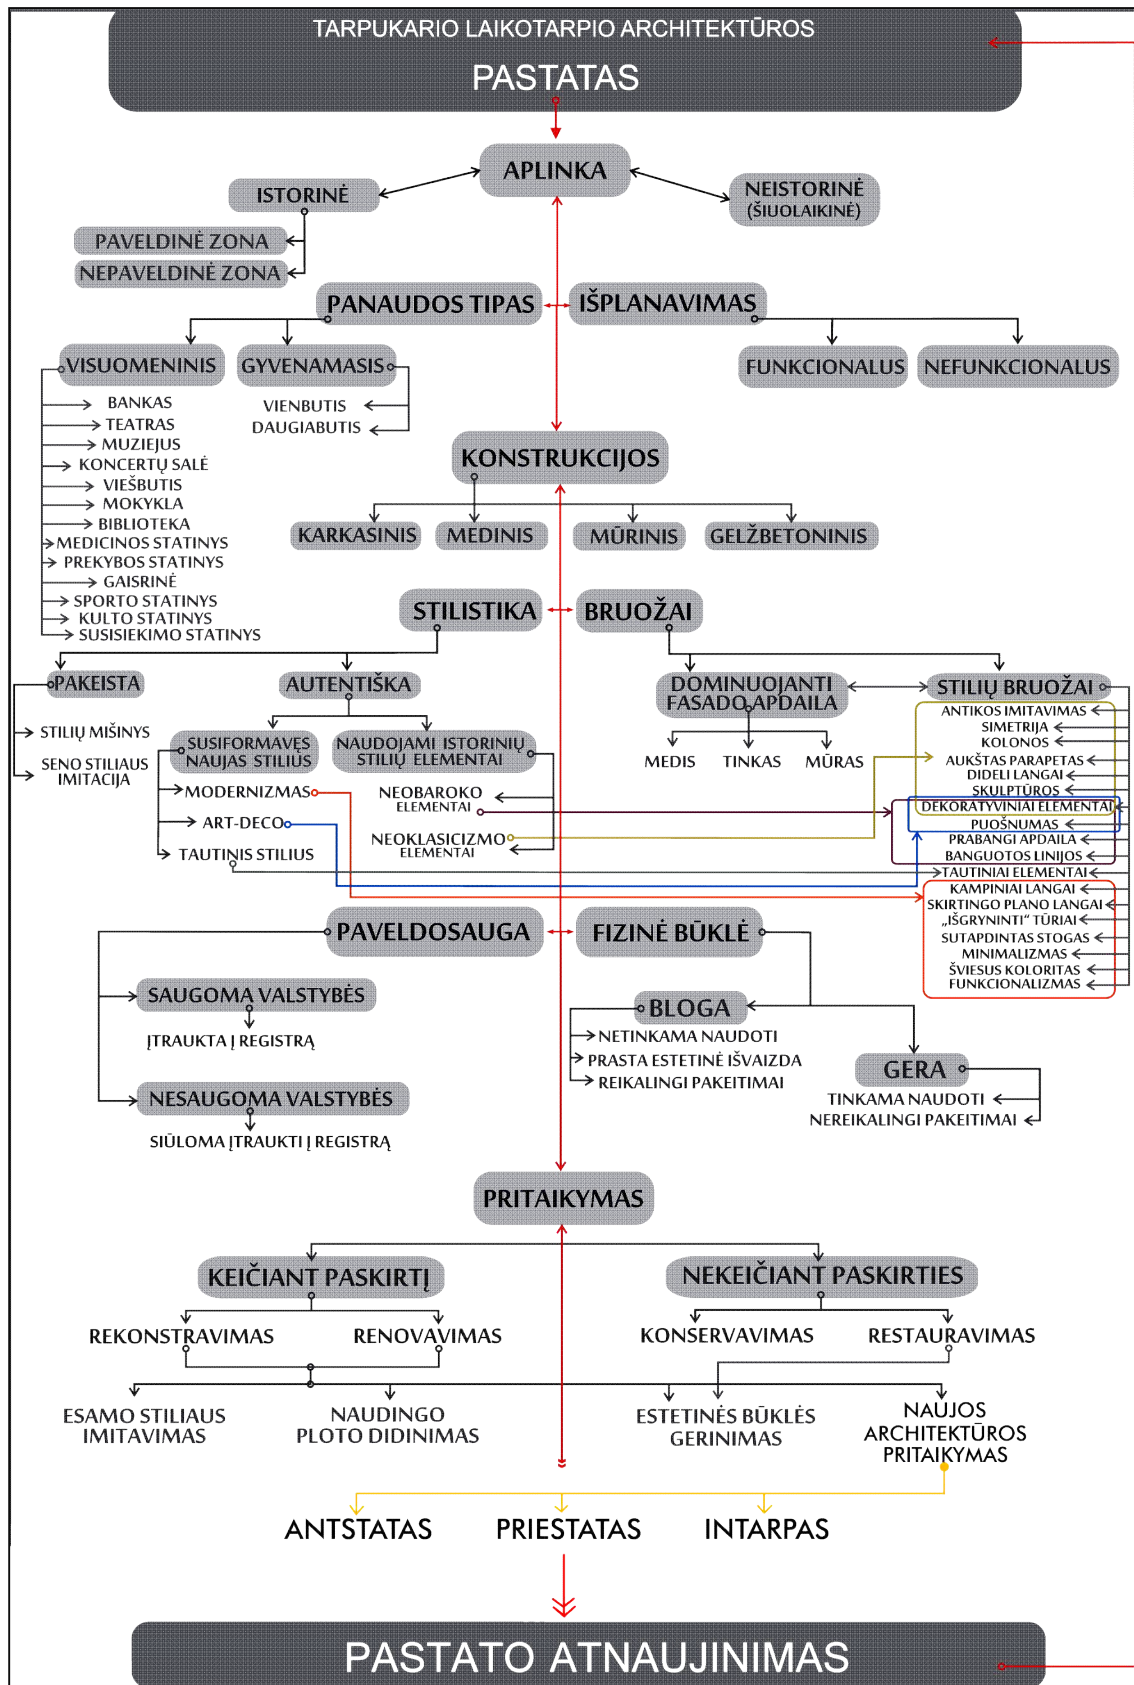 TARPUKARIO LAIKOTARPIO ARCHITEKTŪROS
PASTATAS
APLINKA
ISTORINĖ
NEISTORINĖ
(ŠIUOLAIKINĖ)
PAVELDINĖ ZONA
NEPAVELDINĖ ZONA
PANAUDOS TIPAS
IŠPLANAVIMAS
VISUOMENINIS
GYVENAMASIS
FUNKCIONALUS
NEFUNKCIONALUS
BANKAS
TEATRAS
MUZIEJUS
KONCERTŲ SALĖ
VIEŠBUTIS
MOKYKLA
BIBLIOTEKA
MEDICINOS STATINYS
PREKYBOS STATINYS
GAISRINĖ
SPORTO STATINYS
KULTO STATINYS
SUSISIEKIMO STATINYS
VIENBUTIS
DAUGIABUTIS
KONSTRUKCIJOS
KARKASINIS
MEDINIS
MŪRINIS
GELŽBETONINIS
STILISTIKA
BRUOŽAI
PAKEISTA
AUTENTIŠKA
DOMINUOJANTI
FASADO APDAILA
STILIŲ BRUOŽAI
STILIŲ MIŠINYS
SENO STILIAUS
IMITACIJA
SUSIFORMAVĘS
NAUJAS STILIUS
NAUDOJAMI ISTORINIŲ
STILIŲ ELEMENTAI
MODERNIZMAS
ART-DECO
TAUTINIS STILIUS
NEOBAROKO
ELEMENTAI
NEOKLASICIZMO
ELEMENTAI
MEDIS
TINKAS
MŪRAS
ANTIKOS IMITAVIMAS
SIMETRIJA
KOLONOS
AUKŠTAS PARAPETAS
DIDELI LANGAI
SKULPTŪROS
DEKORATYVINIAI ELEMENTAI
PUOŠNUMAS
PRABANGI APDAILA
BANGUOTOS LINIJOS
TAUTINIAI ELEMENTAI
KAMPINIAI LANGAI
SKIRTINGO PLANO LANGAI
„IŠGRYNINTI“ TŪRIAI
SUTAPDINTAS STOGAS
MINIMALIZMAS
ŠVIESUS KOLORITAS
FUNKCIONALIZMAS
PAVELDOSAUGA
FIZINĖ BŪKLĖ
SAUGOMA VALSTYBĖS
ĮTRAUKTA Į REGISTRĄ
NESAUGOMA VALSTYBĖS
SIŪLOMA ĮTRAUKTI Į REGISTRĄ
BLOGA
NETINKAMA NAUDOTI
PRASTA ESTETINĖ IŠVAIZDA
REIKALINGI PAKEITIMAI
GERA
TINKAMA NAUDOTI
NEREIKALINGI PAKEITIMAI
PRITAIKYMAS
KEIČIANT PASKIRTĮ
NEKEIČIANT PASKIRTIES
REKONSTRAVIMAS
RENOVAVIMAS
KONSERVAVIMAS
RESTAURAVIMAS
ESAMO STILIAUS
IMITAVIMAS
NAUDINGO
PLOTO DIDINIMAS
ESTETINĖS BŪKLĖS
GERINIMAS
NAUJOS
ARCHITEKTŪROS
PRITAIKYMAS
ANTSTATAS
PRIESTATAS
INTARPAS
PASTATO ATNAUJINIMAS